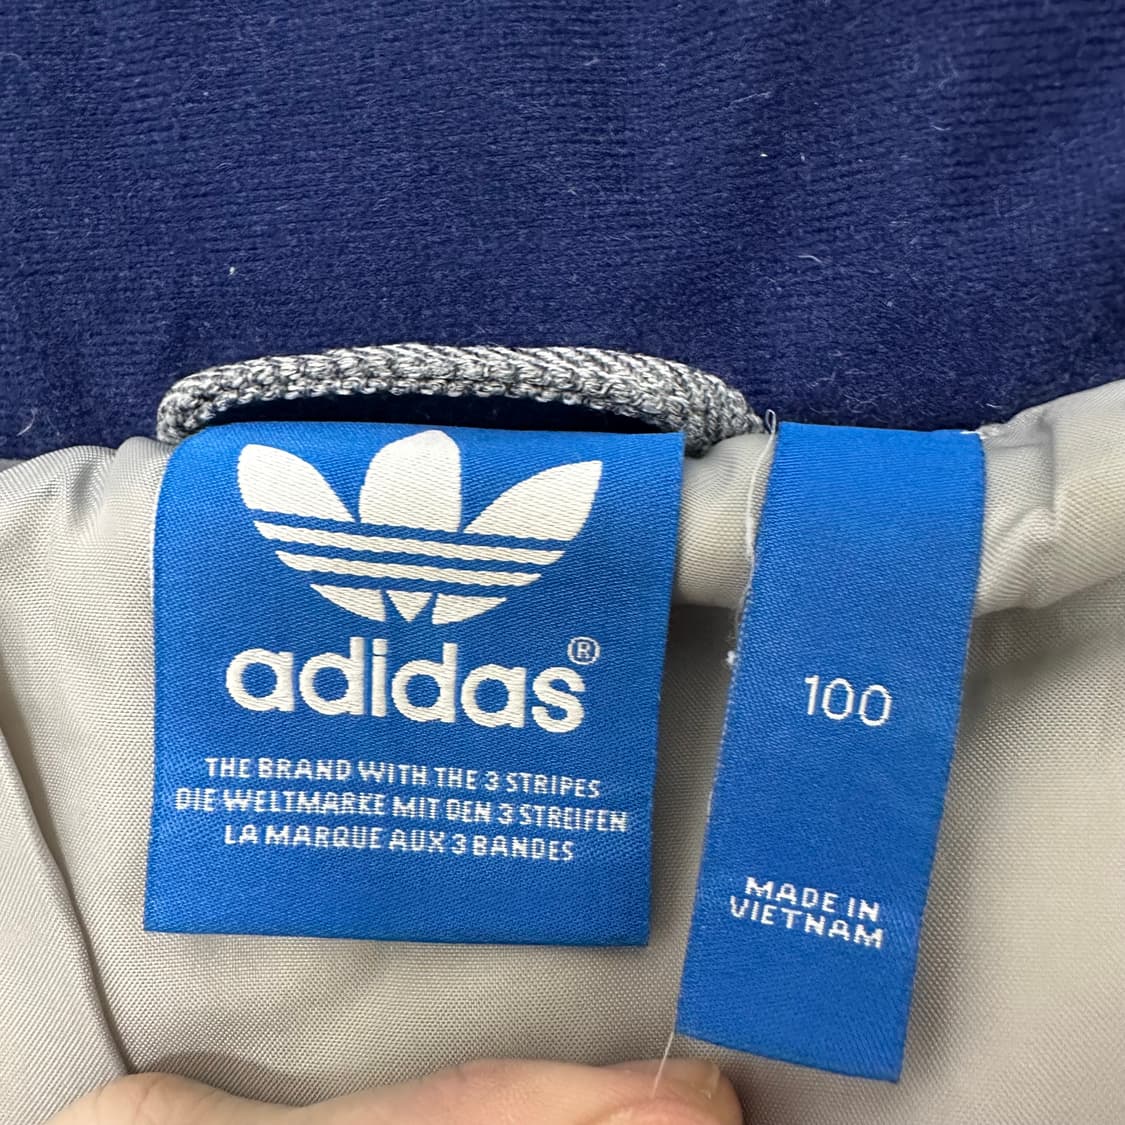 adidas®
THE BRAND WITH THE 3 STRIPES
DIE WELTMARKE MIT DEN 3 STREIFEN
LA MARQUE AUX 3 BANDES
100
MADE IN
VIETNAM